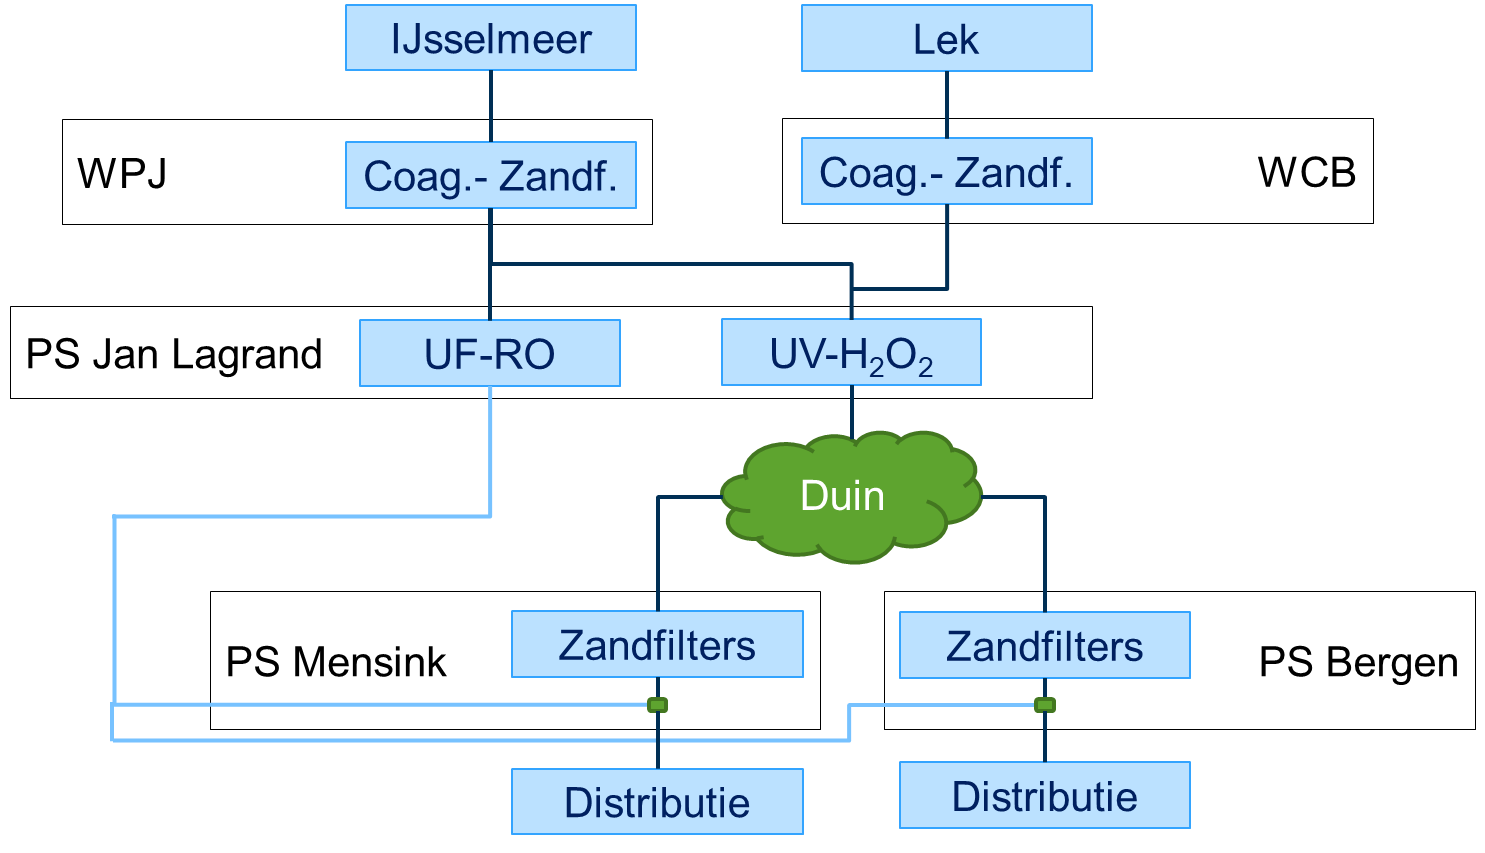 IJsselmeer
Lek
WPJ
Coag.- Zandf.
Coag.- Zandf.
WCB
PS Jan Lagrand
UF-RO
UV-H₂O₂
Duin
PS Mensink
Zandfilters
Zandfilters
PS Bergen
Distributie
Distributie